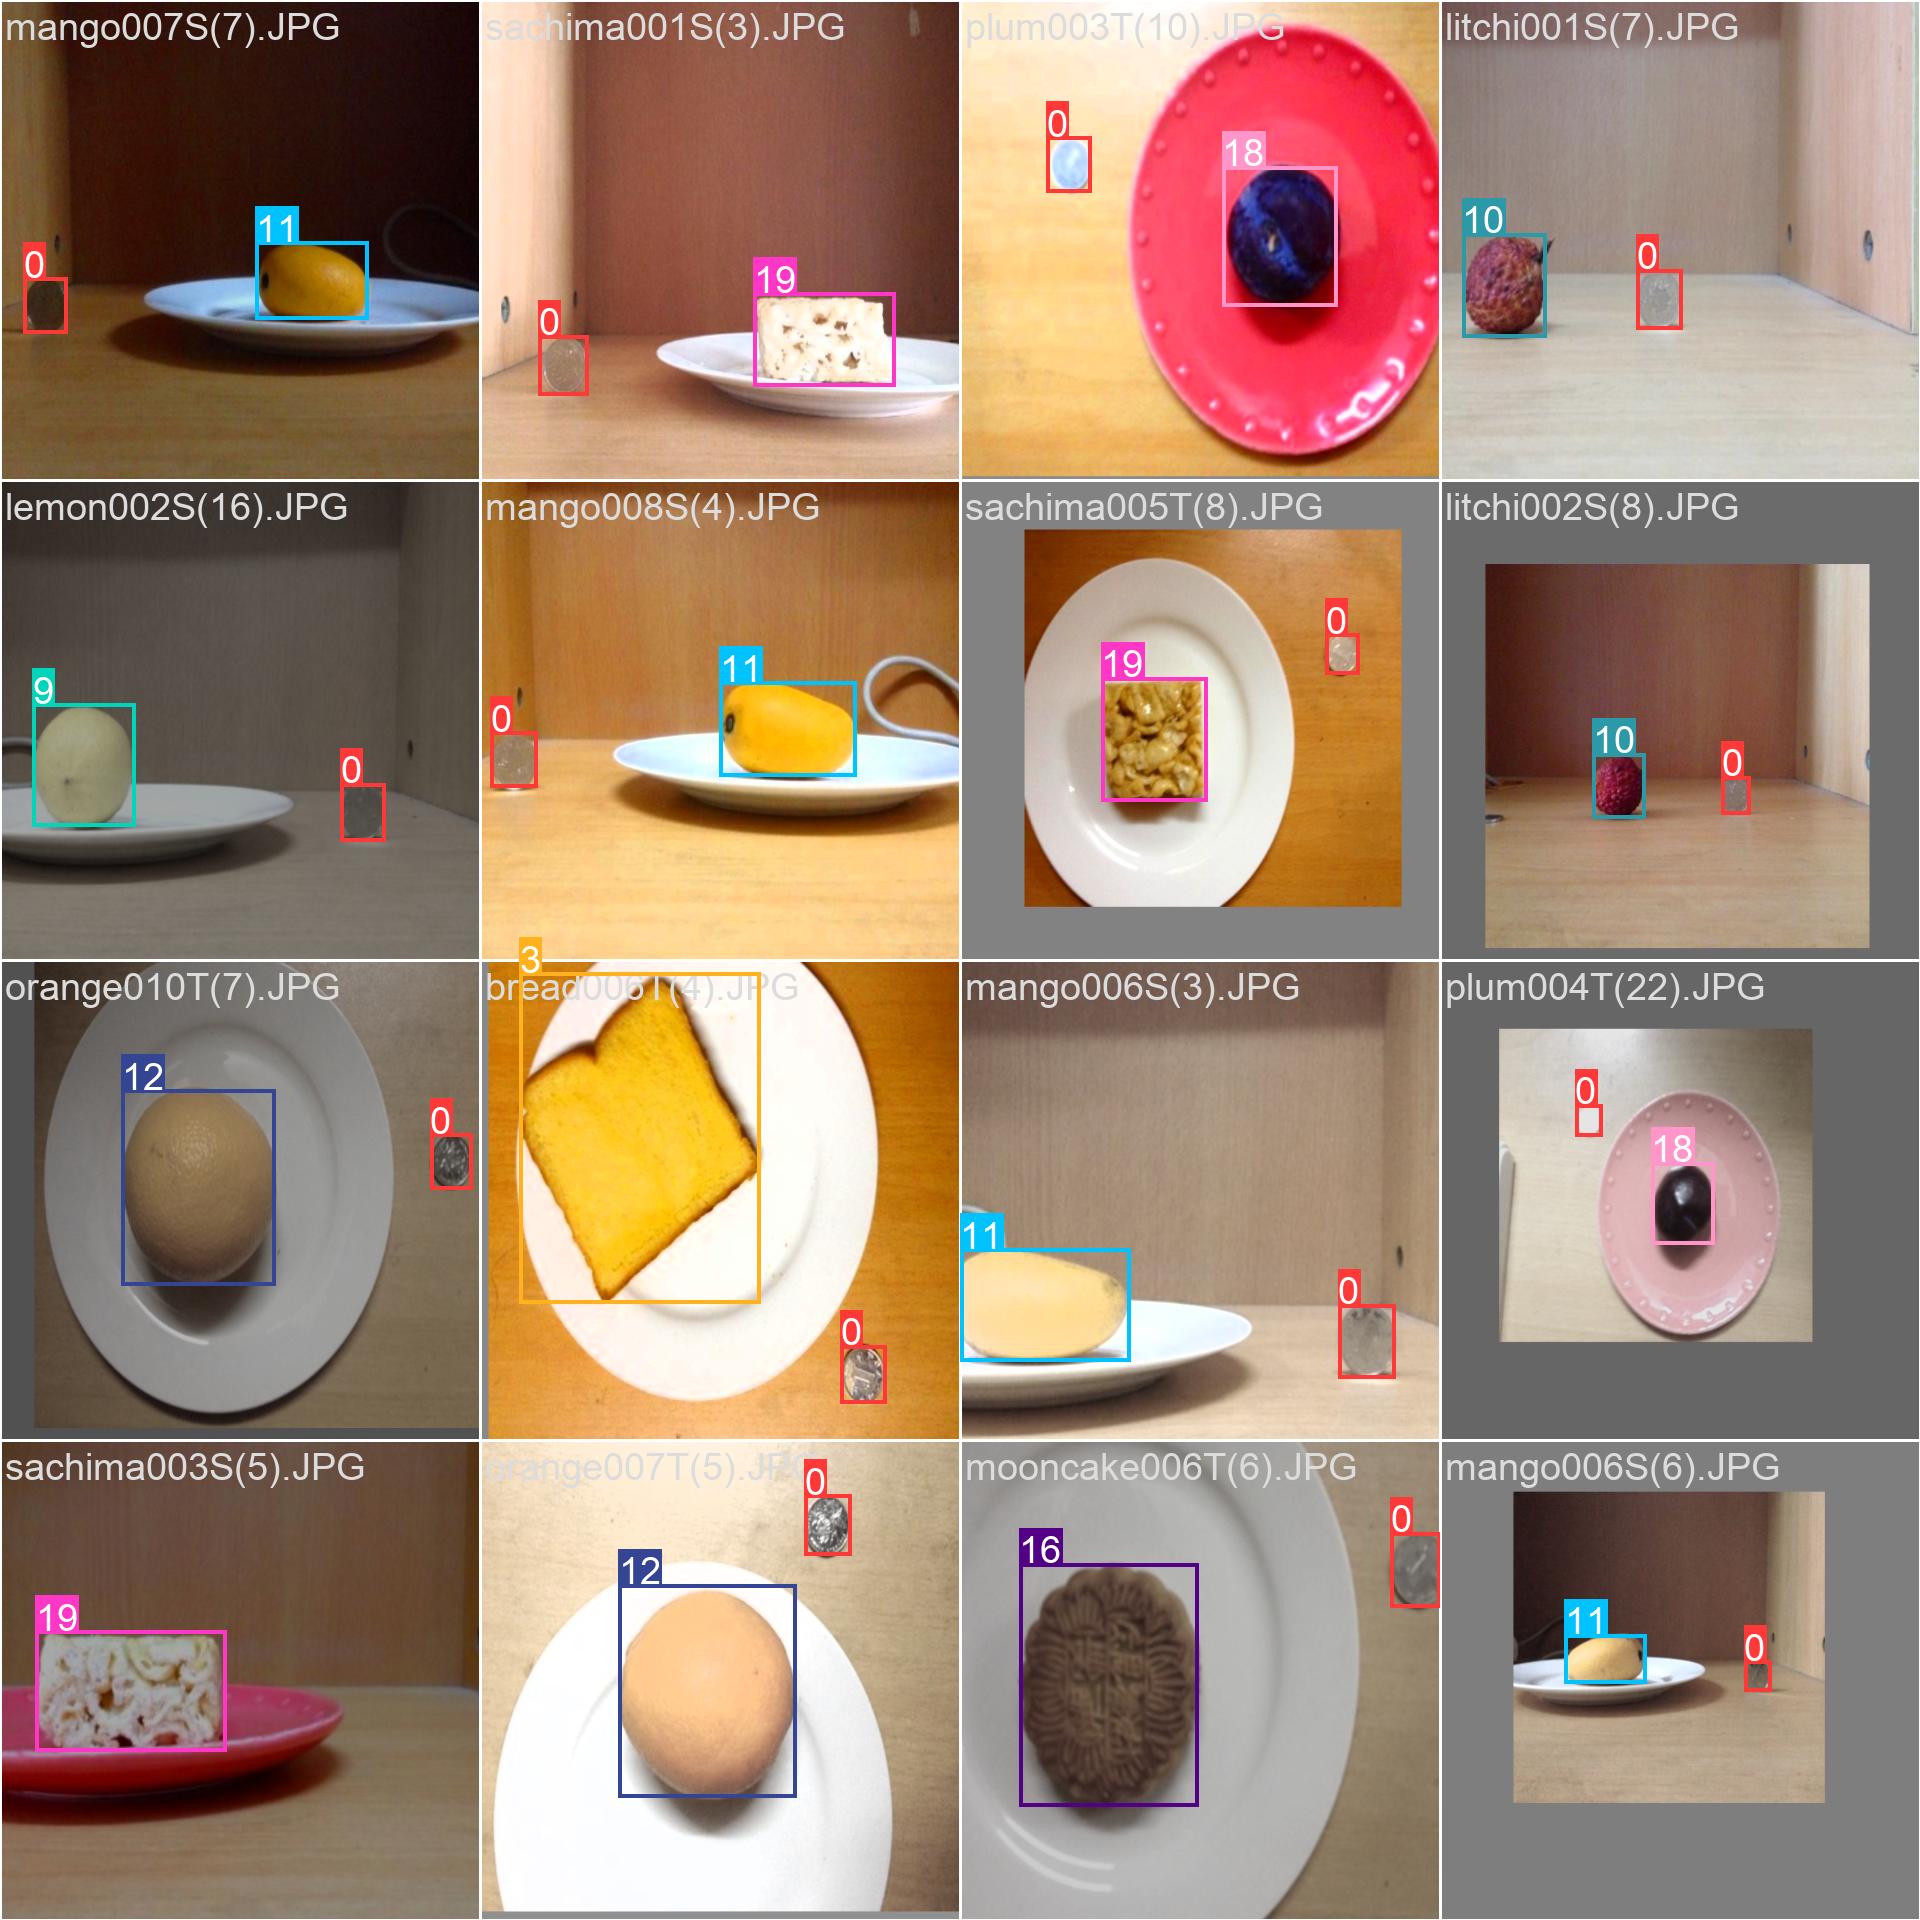 mango007S(7).JPG
0
11
sachima001S(3).JPG
0
19
plum003T(10).JPG
0
18
litchi001S(7).JPG
10
0
lemon002S(16).JPG
9
0
mango008S(4).JPG
0
11
sachima005T(8).JPG
0
19
litchi002S(8).JPG
10
0
orange010T(7).JPG
12
0
3
bread006T(4).JPG
0
mango006S(3).JPG
11
0
plum004T(22).JPG
0
18
sachima003S(5).JPG
19
orange007T(5).JPG
0
12
mooncake006T(6).JPG
0
16
mango006S(6).JPG
11
0